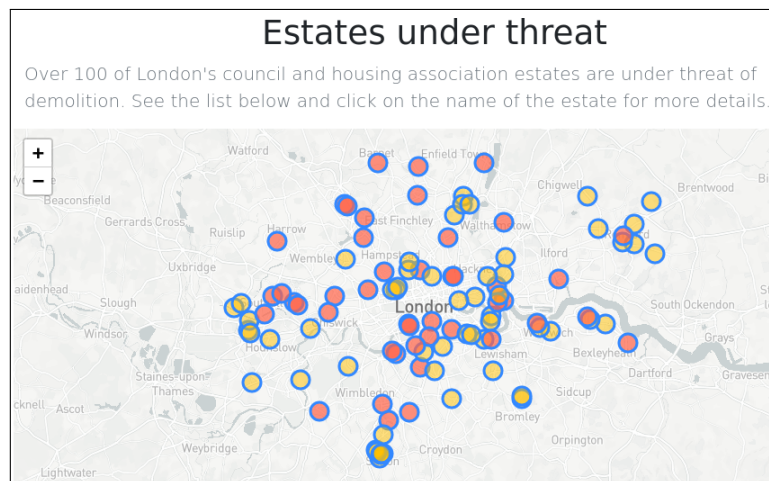 Estates under threat
Over 100 of London's council and housing association estates are under threat of
demolition. See the list below and click on the name of the estate for more details.
+
−
Watford
Enfield Town
Chigwell
Brentwood
Beaconsfield
Gerrards Cross
East Finchley
Ruislip
Harrow
Wembley
Ilford
Uxbridge
Slough
London
South Ockendon
Windsor
Grays
Hounslow
Lewisham
Bexleyheath
Dartford
Staines-upon-
Thames
Wimbledon
Sidcup
Ascot
Bromley
Weybridge
Croydon
Orpington
Lightwater